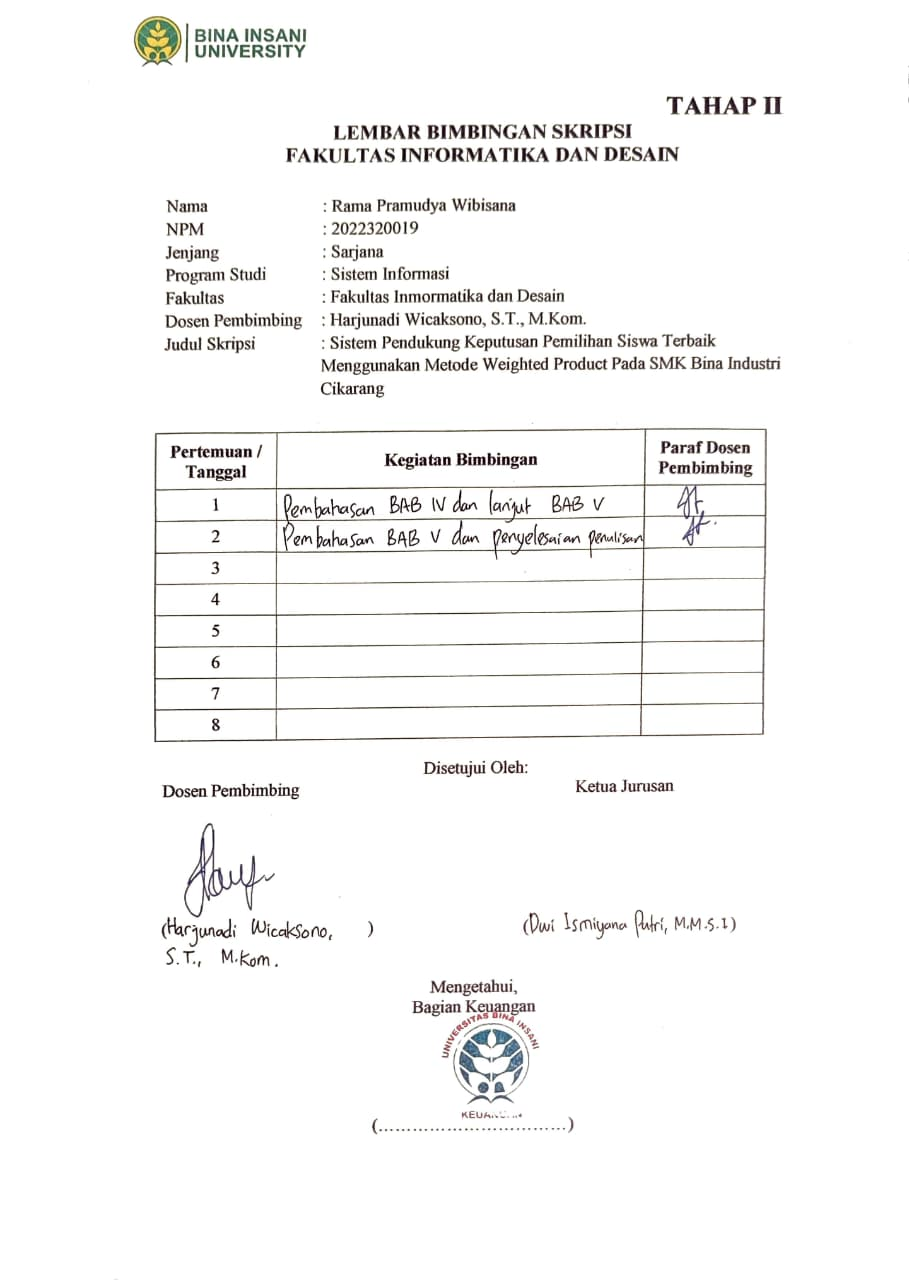 BINA INSANI
UNIVERSITY
TAHAP II
LEMBAR BIMBINGAN SKRIPSI
FAKULTAS INFORMATIKA DAN DESAIN
Nama : Rama Pramudya Wibisana
NPM : 2022320019
Jenjang : Sarjana
Program Studi : Sistem Informasi
Fakultas : Fakultas Inmormatika dan Desain
Dosen Pembimbing : Harjunadi Wicaksono, S.T., M.Kom.
Judul Skripsi : Sistem Pendukung Keputusan Pemilihan Siswa Terbaik
Menggunakan Metode Weighted Product Pada SMK Bina Industri
Cikarang
Pertemuan / Tanggal Kegiatan Bimbingan Paraf Dosen Pembimbing
1 Pembahasan BAB IV dan lanjut BAB V
2 Pembahasan BAB V dan penyelesaian penulisan
3
4
5
6
7
8
Disetujui Oleh:
Dosen Pembimbing Ketua Jurusan
(Harjunadi Wicaksono, ) (Dwi Ismiyana Putri, M.M.S.I)
S.T., M.Kom.
Mengetahui,
Bagian Keuangan
UNIVERSITAS BINA INSANI
(.................................)